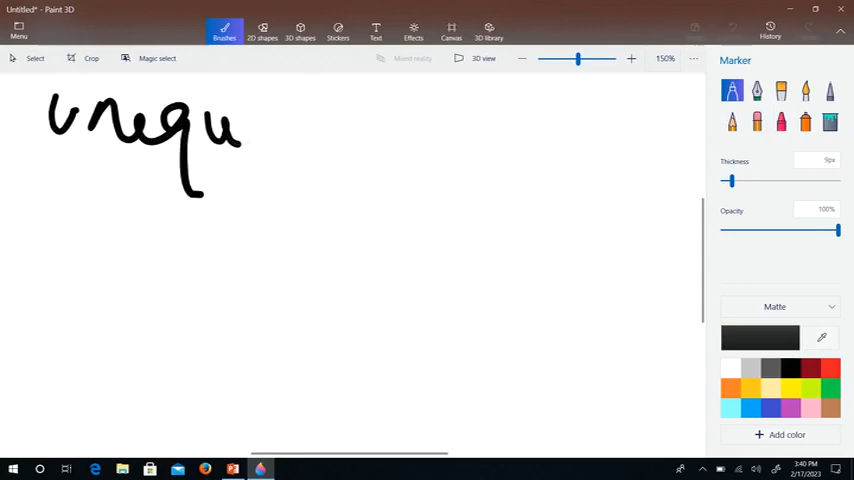 Untitled* - Paint 3D
Menu
Brushes
2D shapes
3D shapes
Stickers
Text
Effects
Canvas
3D library
History
Select
Crop
Magic select
Mixed reality
3D view
150%
Marker
unequ
Thickness
9px
Opacity
100%
Matte
Add color
3:40 PM
2/17/2023